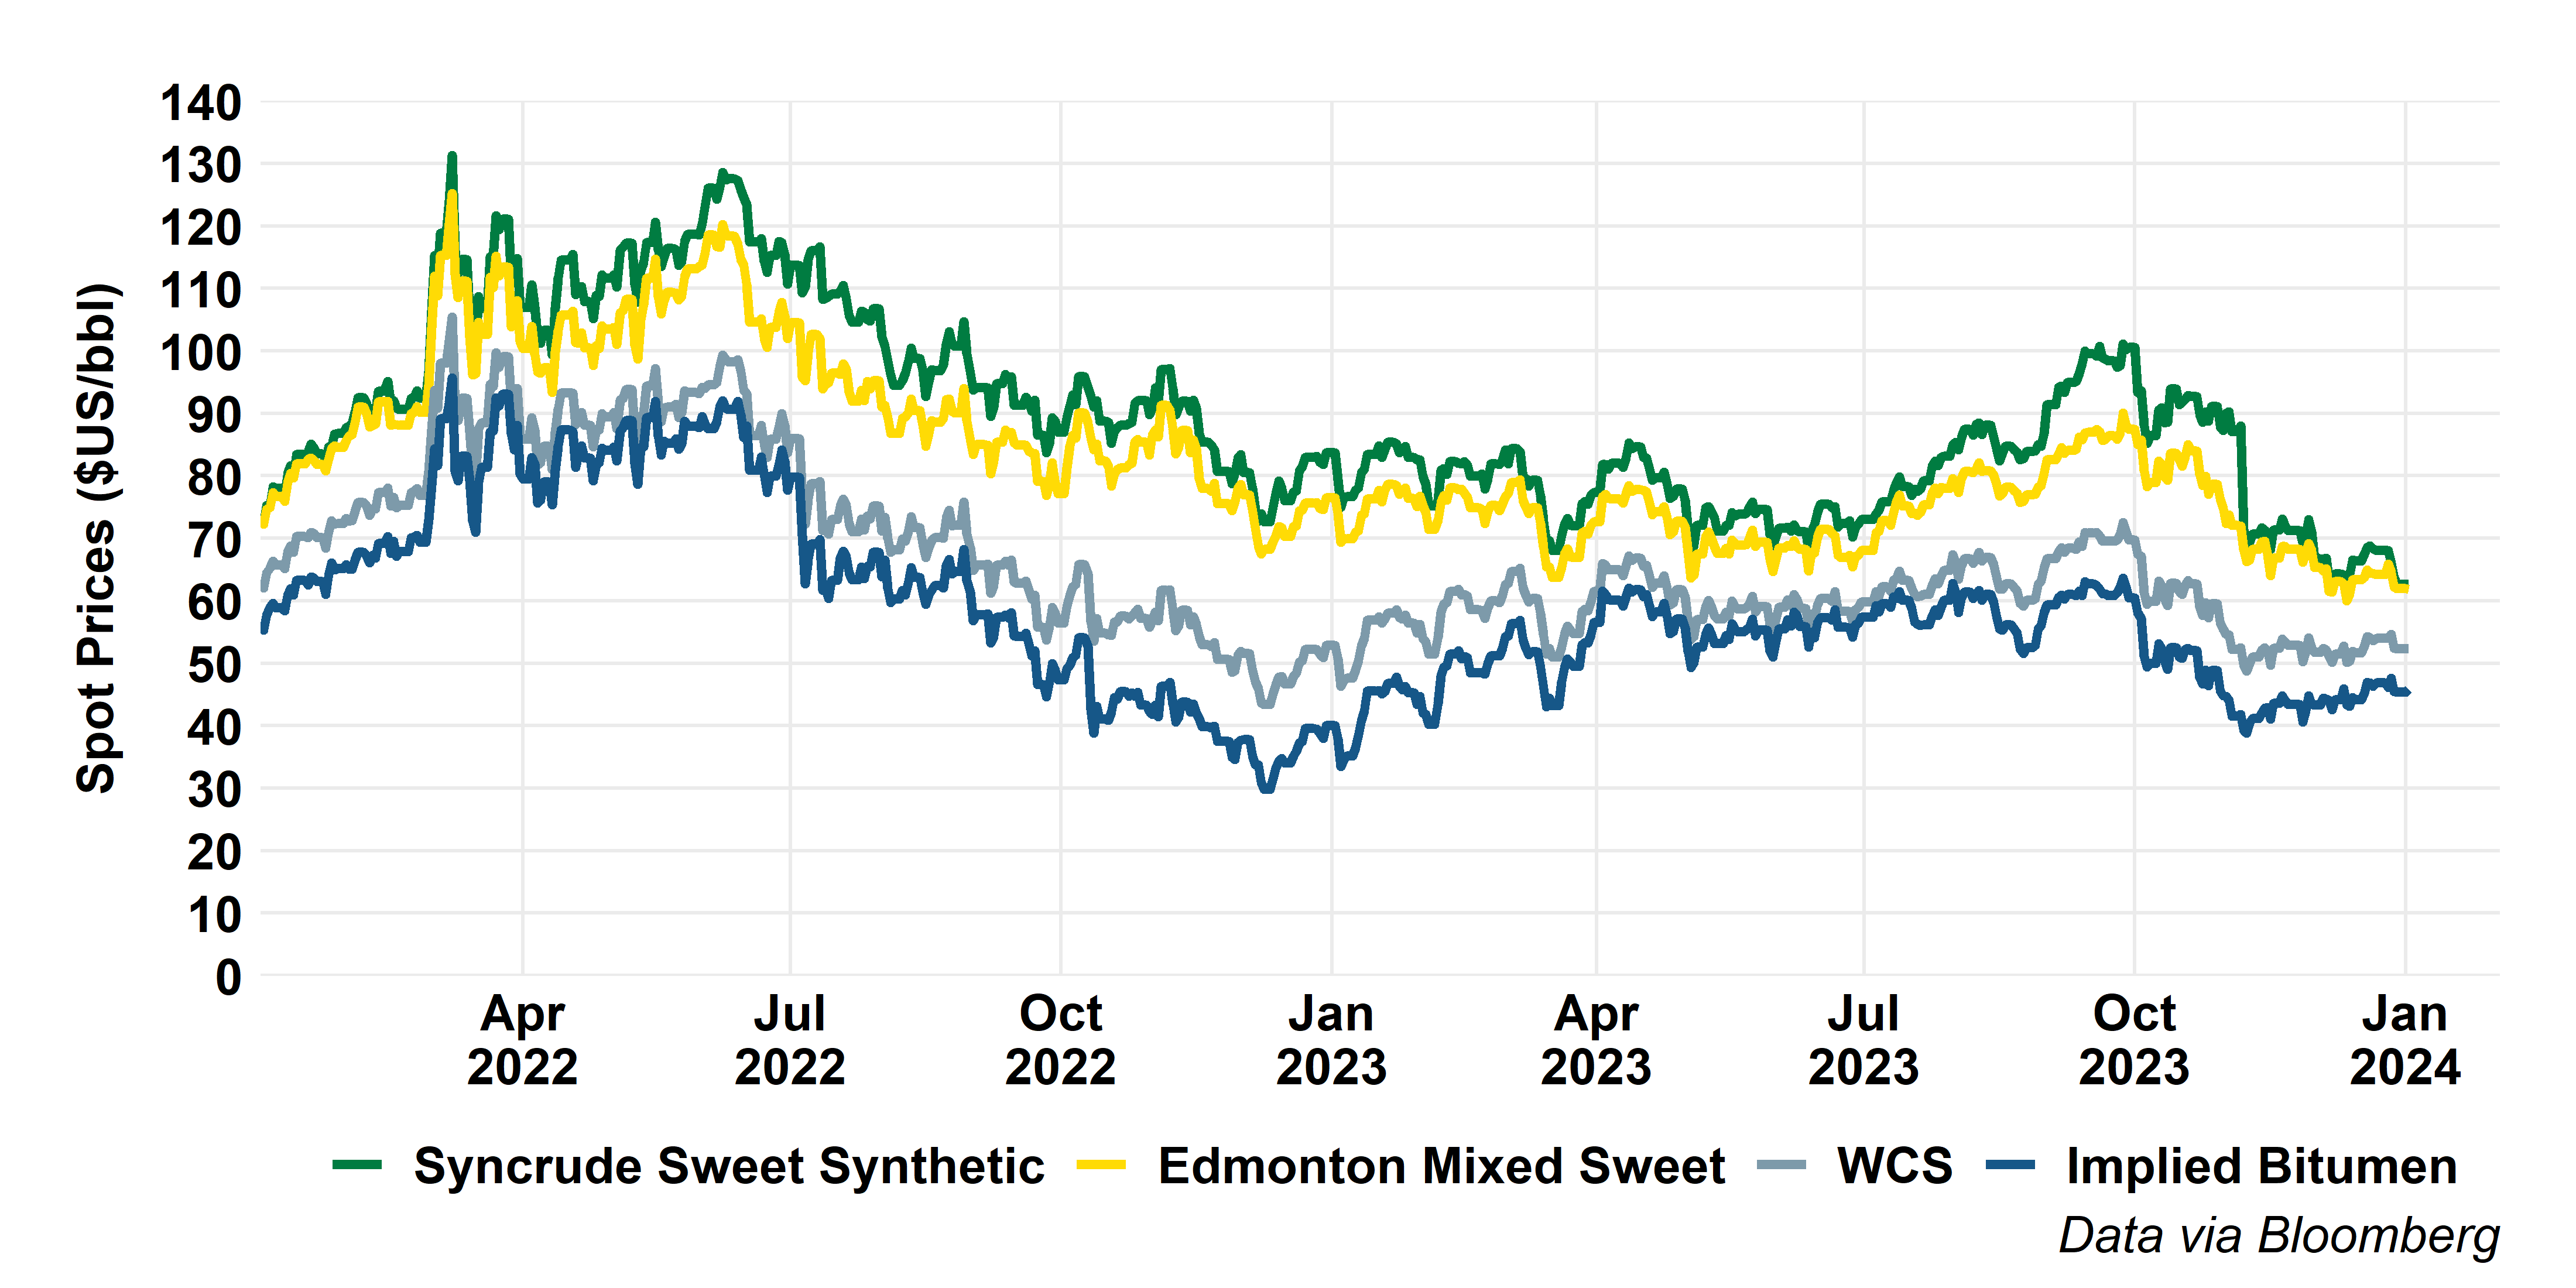 Spot Prices ($US/bbl)
140
130
120
110
100
90
80
70
60
50
40
30
20
10
0
Apr 2022
Jul 2022
Oct 2022
Jan 2023
Apr 2023
Jul 2023
Oct 2023
Jan 2024
Syncrude Sweet Synthetic
Edmonton Mixed Sweet
WCS
Implied Bitumen
Data via Bloomberg